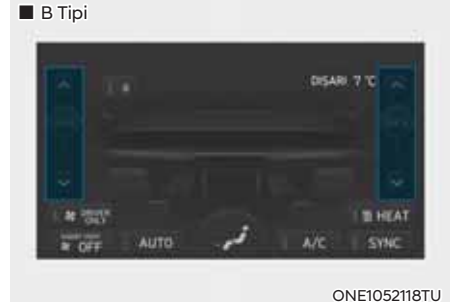 B Tipi
DIŞARI 7 °C
DRIVER
ONLY
HEAT
OFF
AUTO
A/C
SYNC
ONE1052118TU